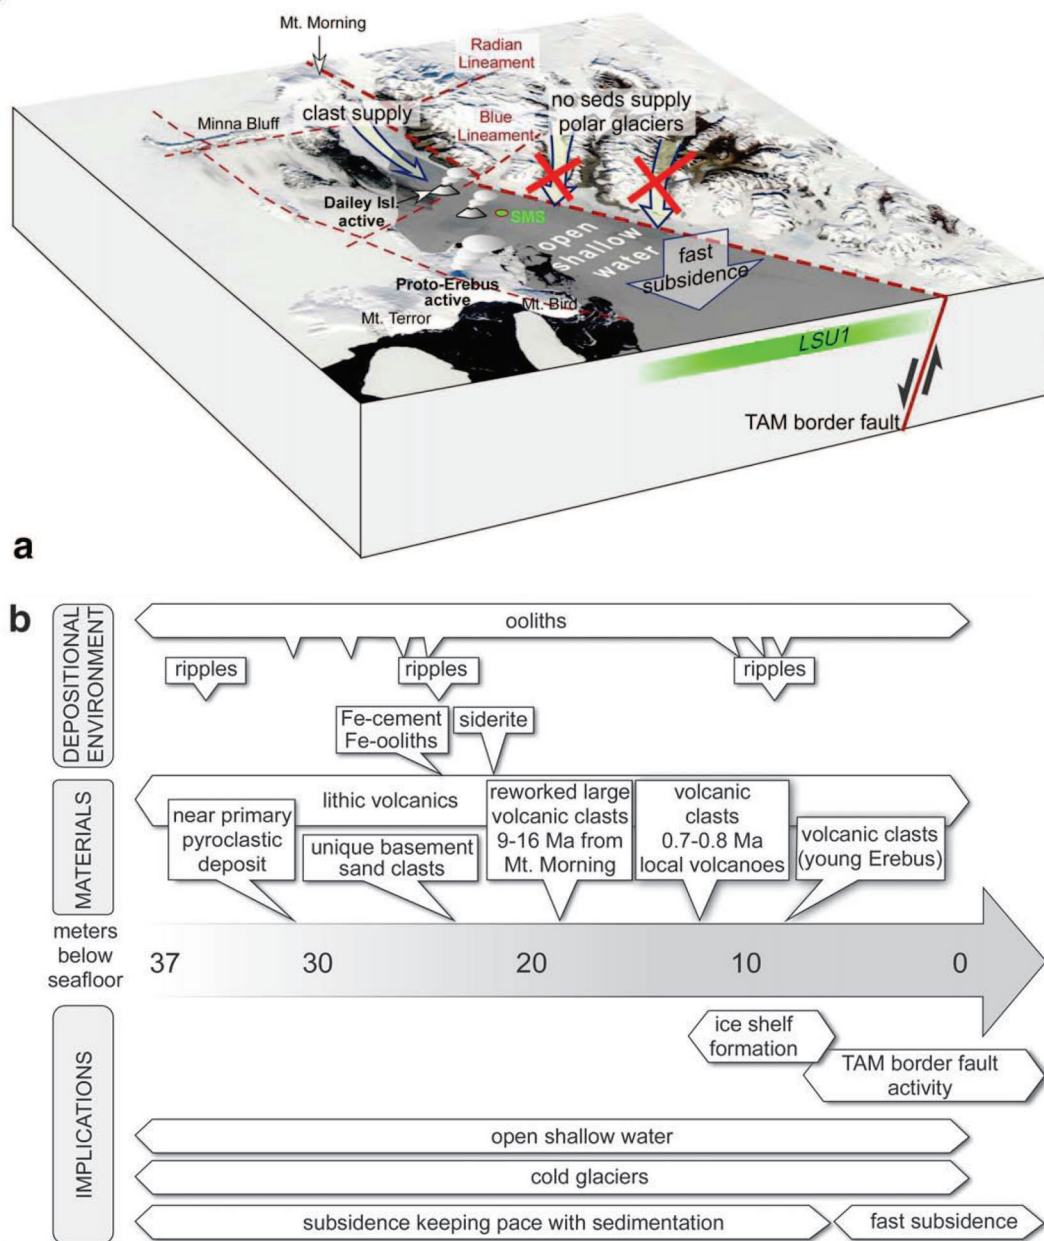 Mt. Morning
Radian
Lineament
clast supply
no seds supply
polar glaciers
Minna Bluff
Blue
Lineament
Dailey Isl.
active
SMS
open
shallow
water
fast
subsidence
Proto-Erebus
active
Mt. Bird
Mt. Terror
LSU1
TAM border fault
a
b
DEPOSITIONAL
ENVIRONMENT
ooliths
ripples
ripples
ripples
Fe-cement
Fe-ooliths
siderite
MATERIALS
lithic volcanics
near primary
pyroclastic
deposit
unique basement
sand clasts
reworked large
volcanic clasts
9-16 Ma from
Mt. Morning
volcanic
clasts
0.7-0.8 Ma
local volcanoes
volcanic clasts
(young Erebus)
meters
below
seafloor
37 30 20 10 0
IMPLICATIONS
ice shelf
formation
TAM border fault
activity
open shallow water
cold glaciers
subsidence keeping pace with sedimentation
fast subsidence